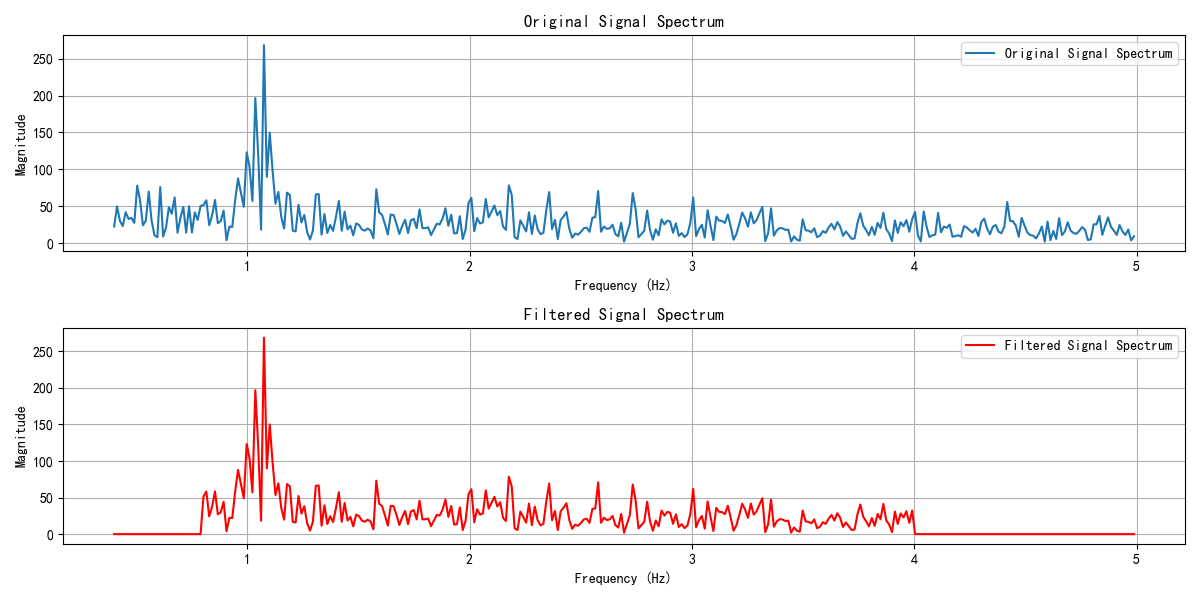 Original Signal Spectrum
Original Signal Spectrum
Magnitude
250
200
150
100
50
0
1
2
3
4
5
Frequency (Hz)
Filtered Signal Spectrum
Filtered Signal Spectrum
Magnitude
250
200
150
100
50
0
1
2
3
4
5
Frequency (Hz)